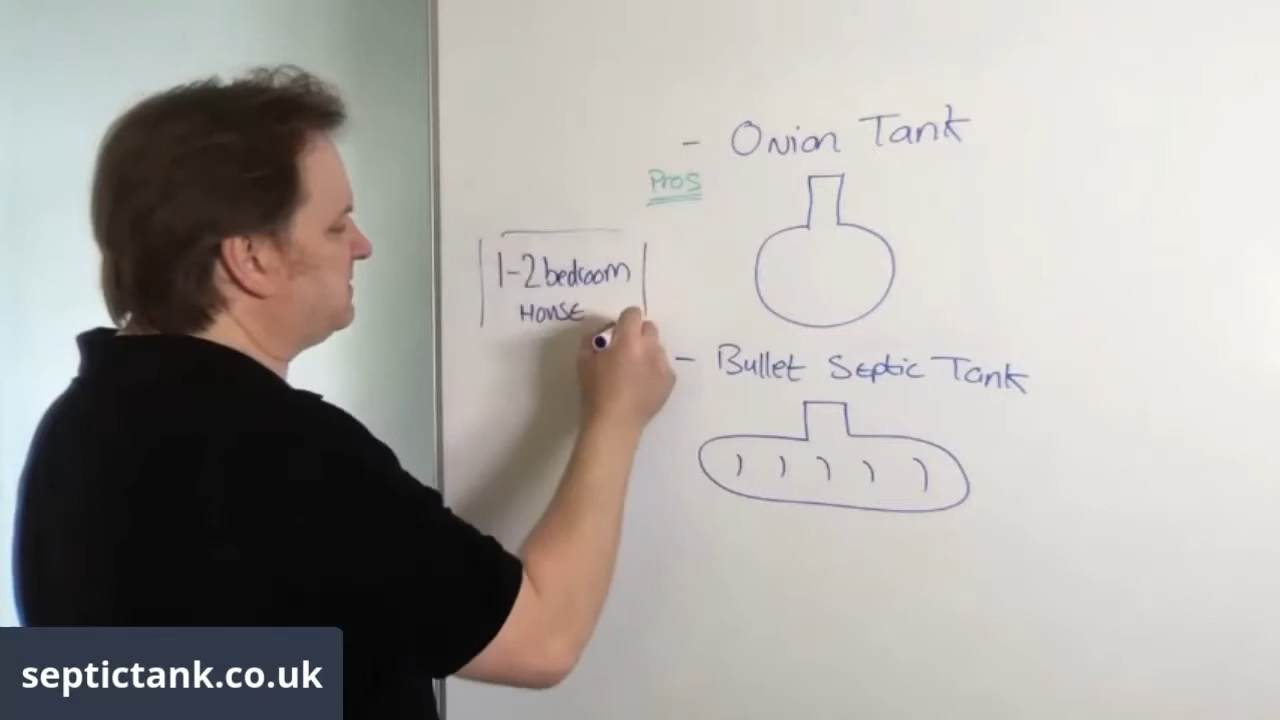 - Onion Tank
Pros
1-2 bedroom
HOUSE
- Bullet Septic Tank
septictank.co.uk